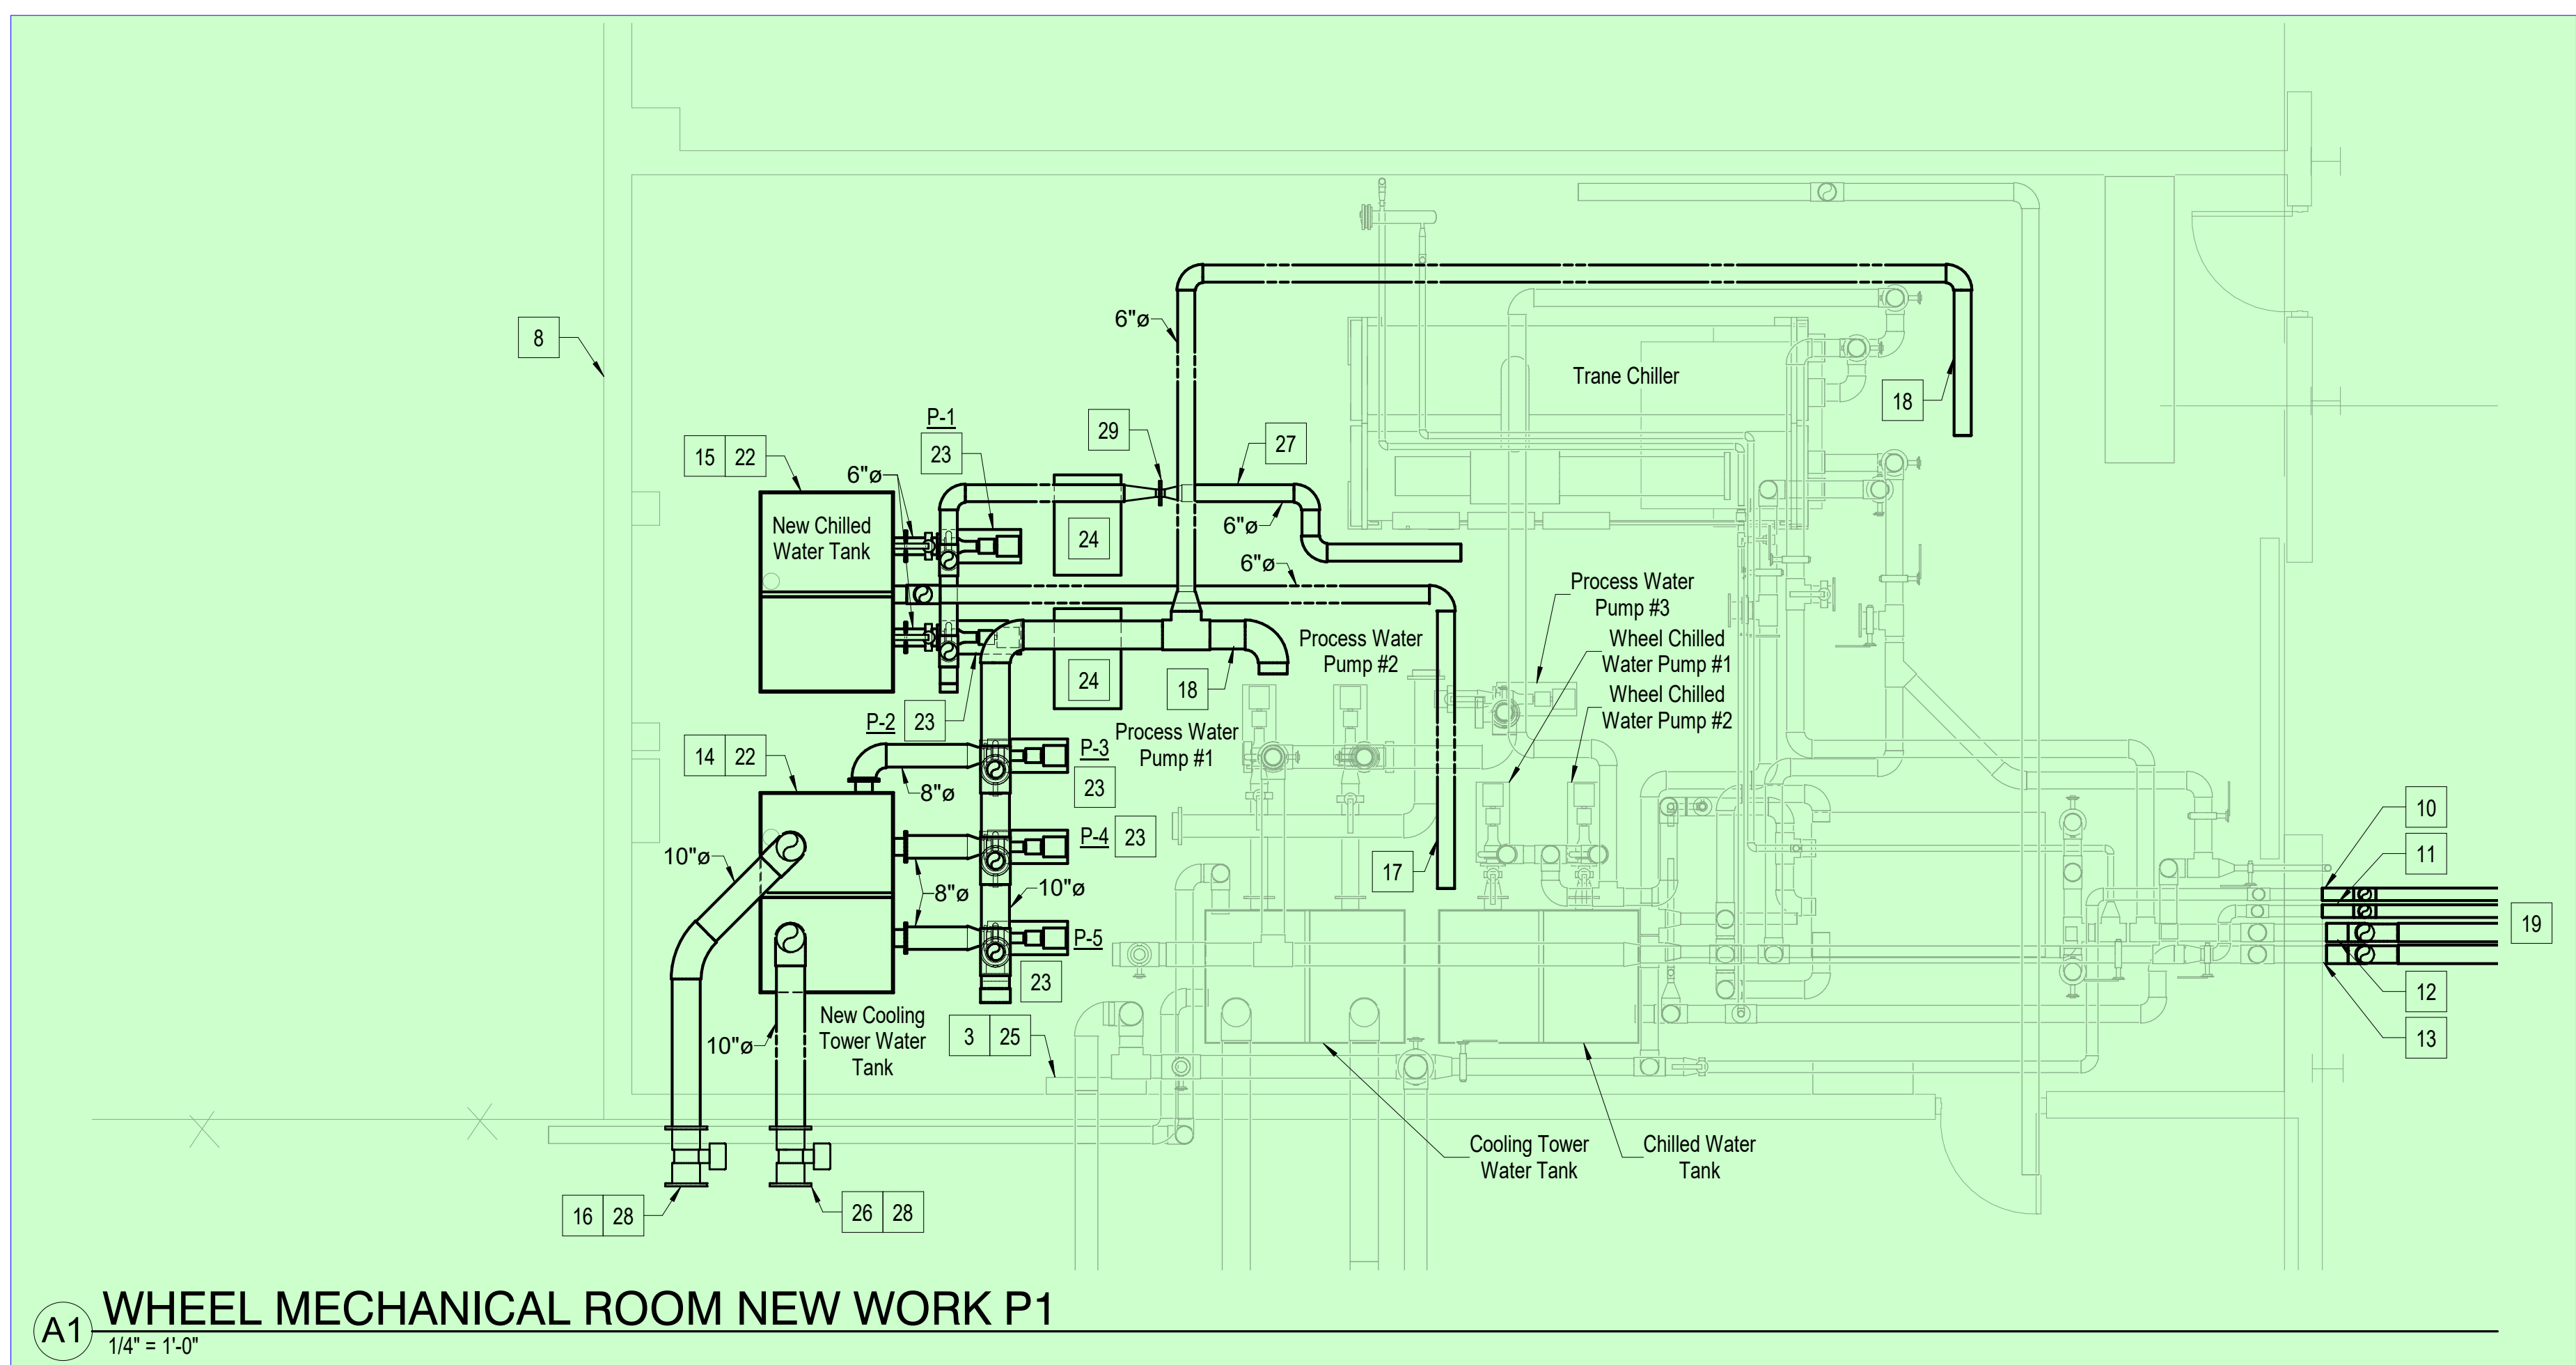 6"ø
8
Trane Chiller
18
P-1
29
27
15 22
23
6"ø
New Chilled
Water Tank
24
6"ø
6"ø
Process Water
Pump #3
Process Water
Pump #2
Wheel Chilled
Water Pump #1
24
18
Wheel Chilled
Water Pump #2
P-2 23
Process Water
Pump #1
14 22
P-3
23
8"ø
10
P-4 23
10"ø
11
17
8"ø
10"ø
19
P-5
23
12
New Cooling
Tower Water
Tank
10"ø
3 25
13
Cooling Tower
Water Tank
Chilled Water
Tank
16 28
26 28
A1
WHEEL MECHANICAL ROOM NEW WORK P1
1/4" = 1'-0"